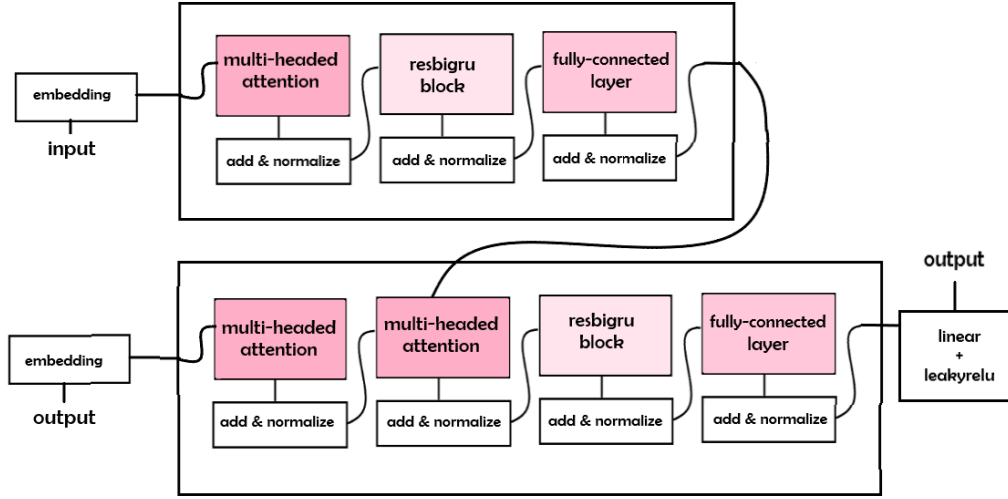 multi-headed
attention
resbigru
block
fully-connected
layer
embedding
input
add & normalize
add & normalize
add & normalize
multi-headed
attention
multi-headed
attention
resbigru
block
fully-connected
layer
embedding
output
add & normalize
add & normalize
add & normalize
add & normalize
output
linear
+
leakyrelu